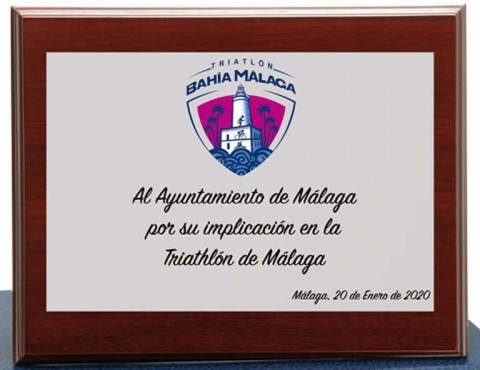 TRIATLÓN
BAHÍA MALAGA
Al Ayuntamiento de Málaga
por su implicación en la
Triathlón de Málaga
Málaga, 20 de Enero de 2020